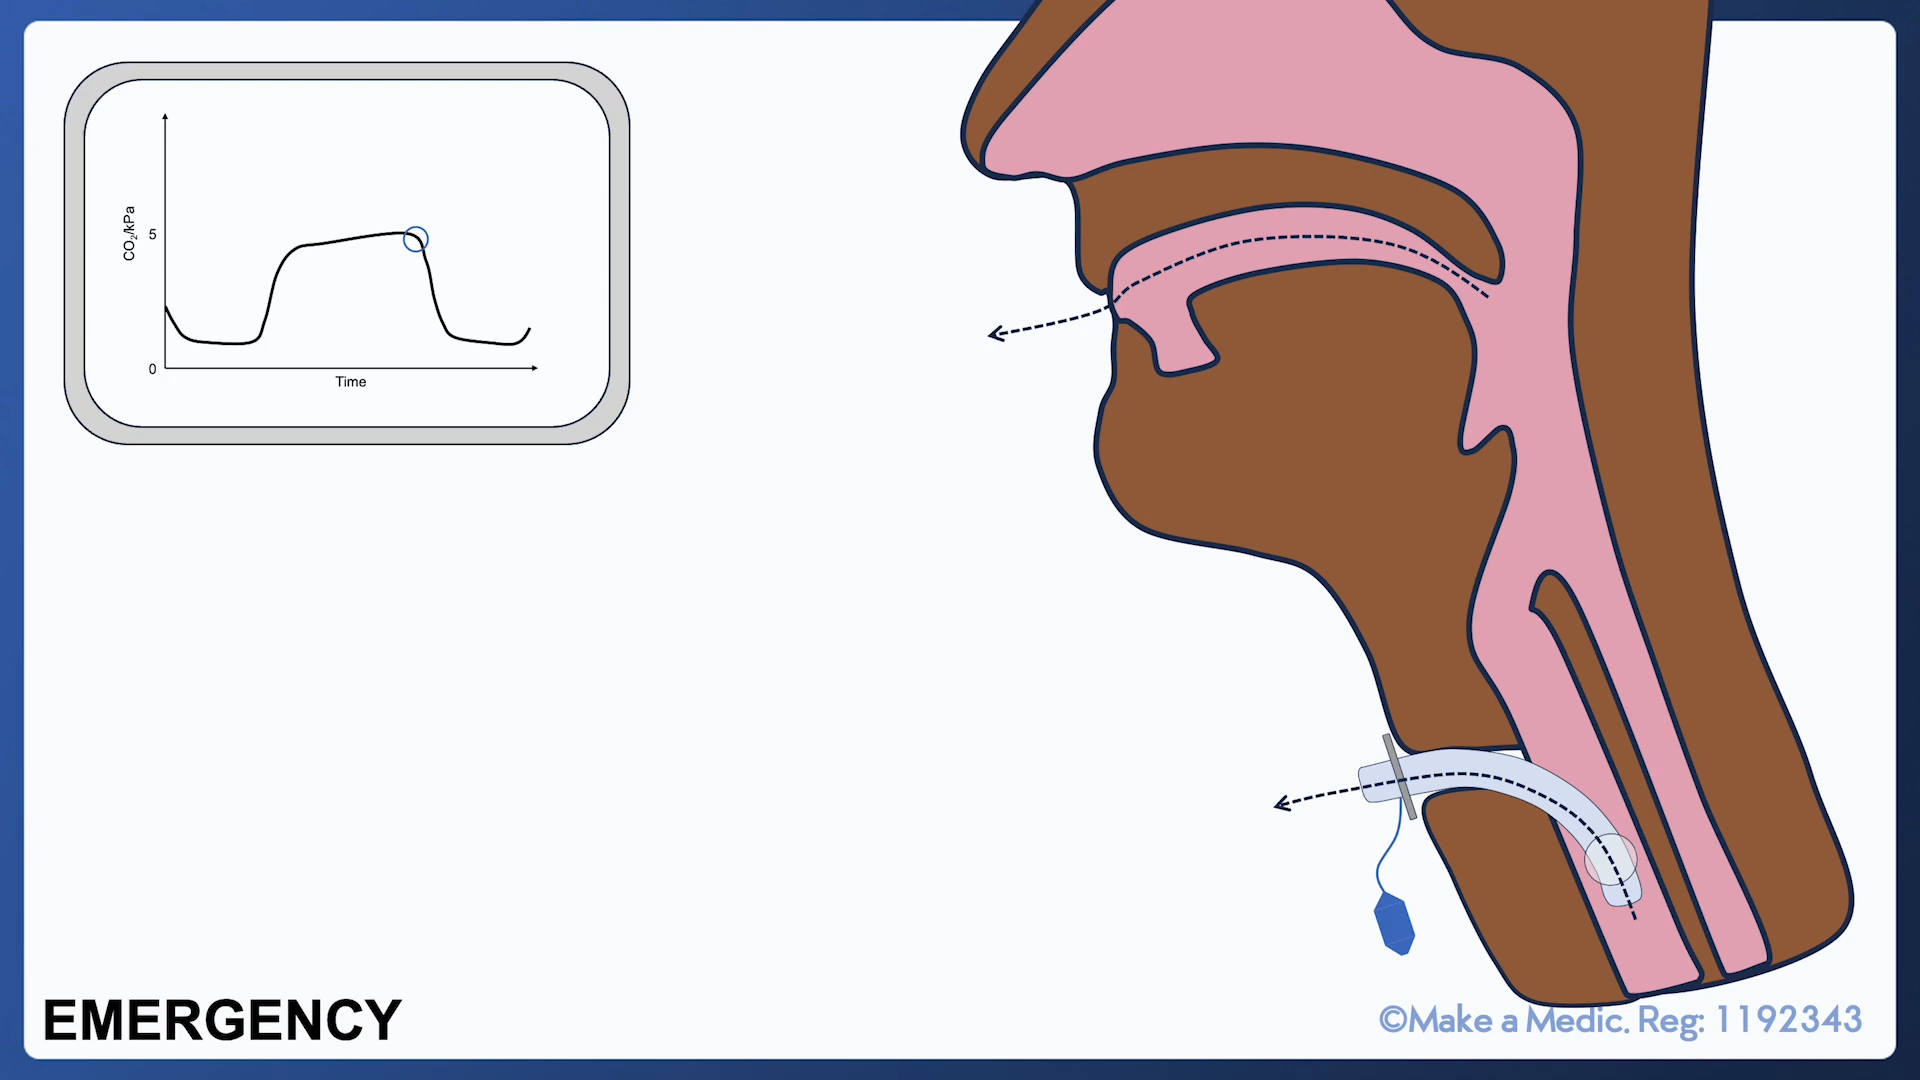 CO₂/kPa
5
0
Time
EMERGENCY
©Make a Medic. Reg: 1192343